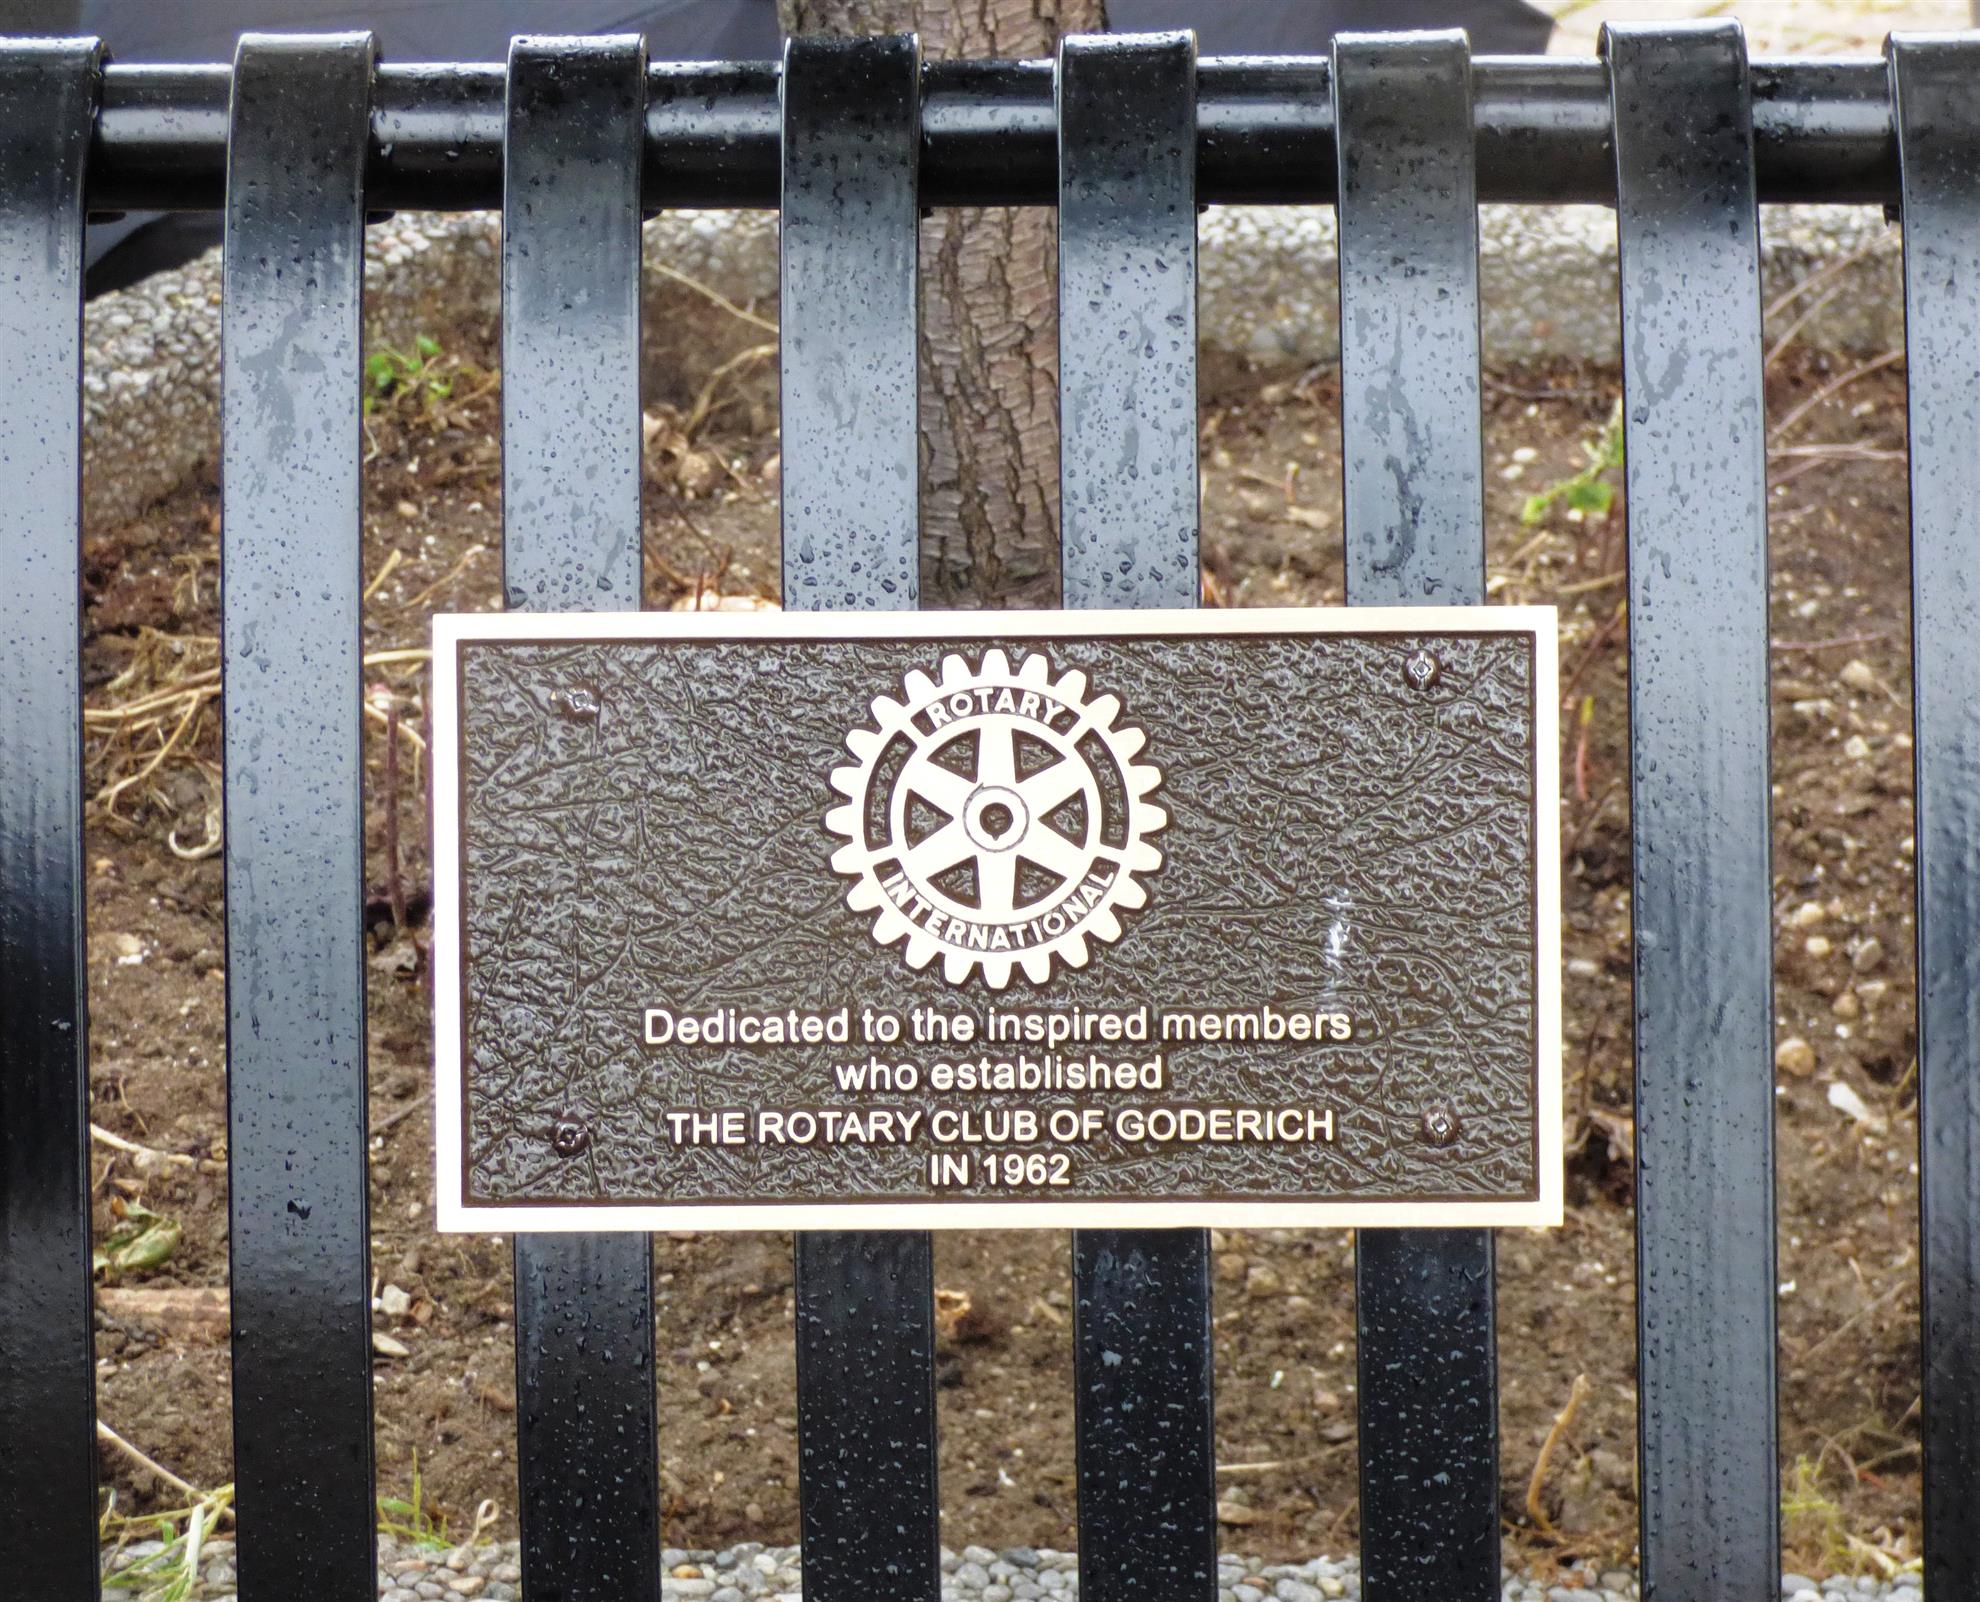 ROTARY
INTERNATIONAL
Dedicated to the inspired members
who established
THE ROTARY CLUB OF GODERICH
IN 1962